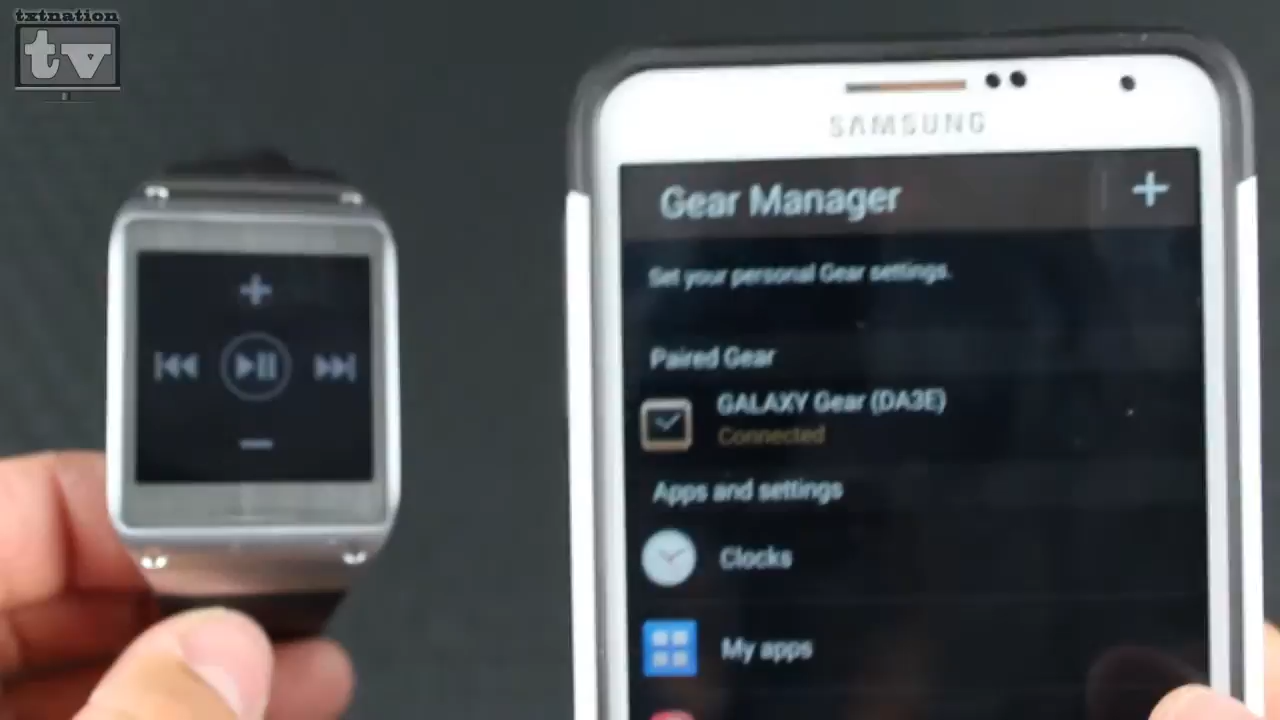 txtnation
tv
SAMSUNG
Gear Manager
Set your personal Gear settings.
Paired Gear
GALAXY Gear (DA3E)
Connected
Apps and settings
Clocks
My apps